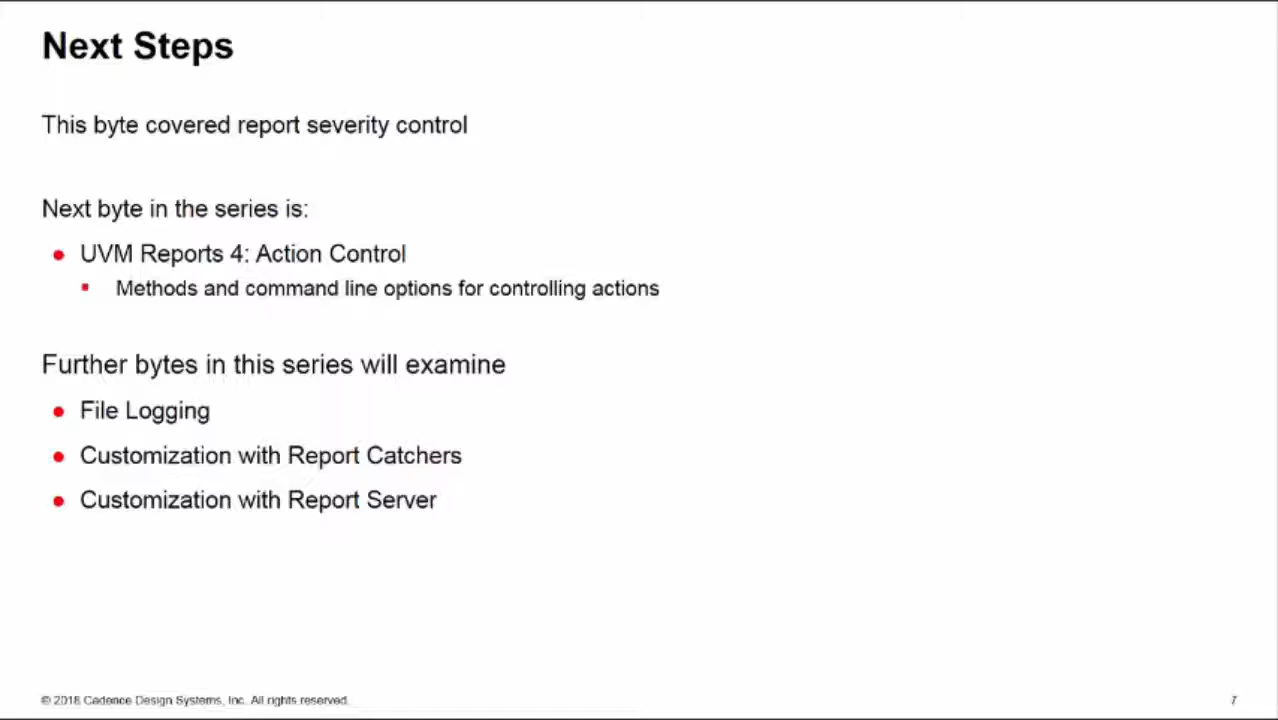 Next Steps
This byte covered report severity control
Next byte in the series is:
UVM Reports 4: Action Control
Methods and command line options for controlling actions
Further bytes in this series will examine
File Logging
Customization with Report Catchers
Customization with Report Server
© 2018 Cadence Design Systems, Inc. All rights reserved.
7